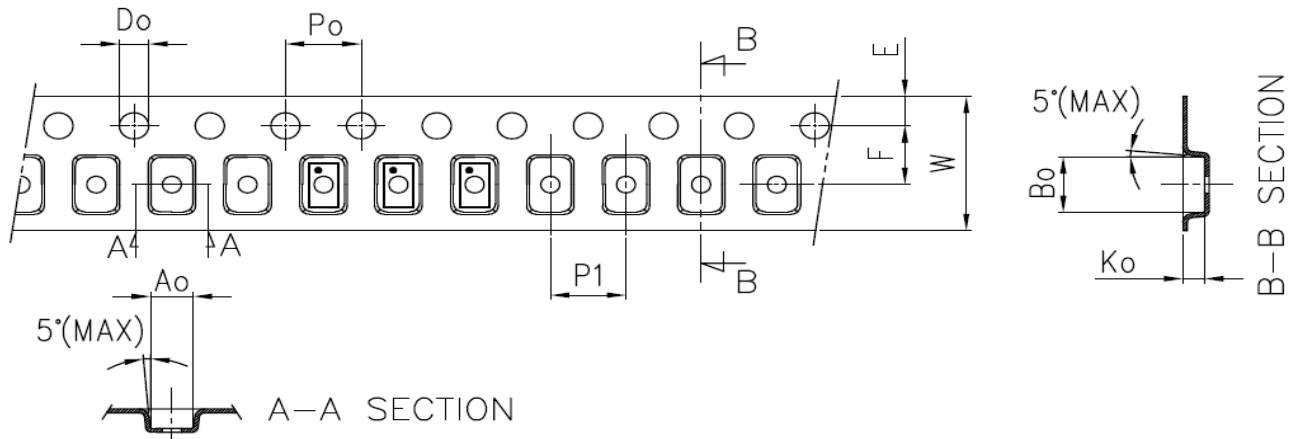 Do
Po
B
E
5°(MAX)
F
W
Bo
B-B SECTION
A
A
Ko
P1
B
Ao
5°(MAX)
A-A SECTION